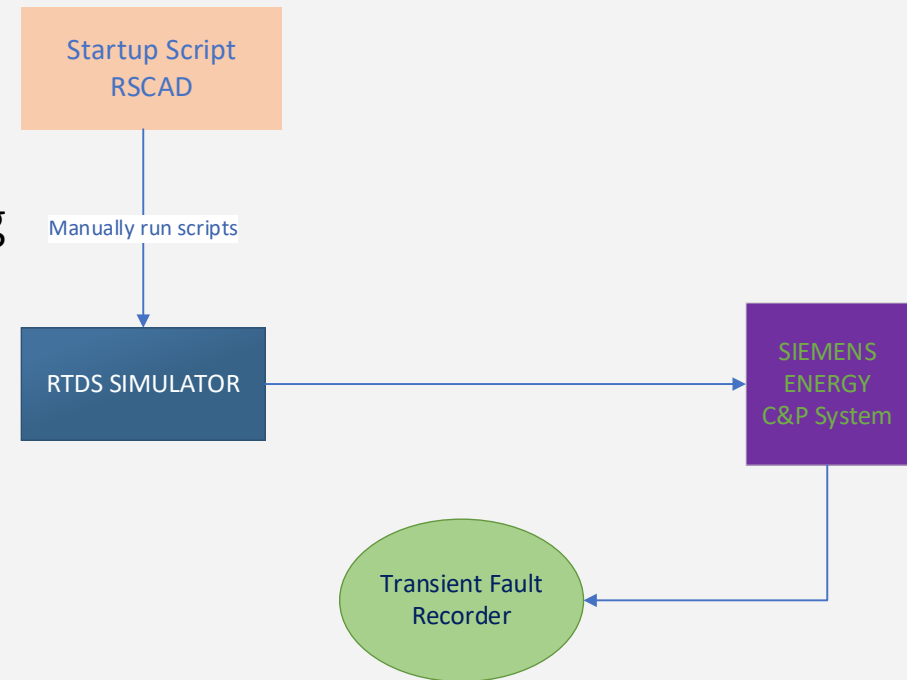 Startup Script
RSCAD
g
Manually run scripts
RTDS SIMULATOR
SIEMENS
ENERGY
C&P System
Transient Fault
Recorder